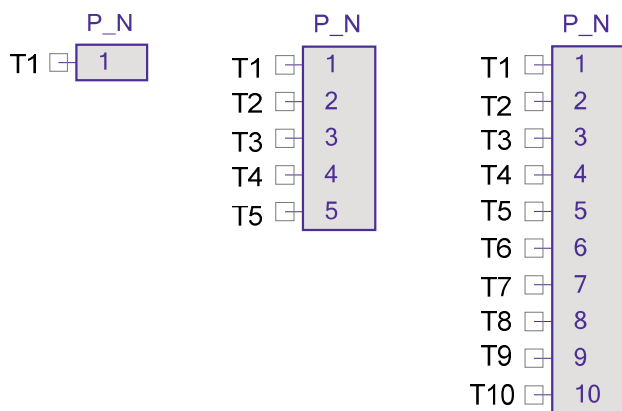 P_N
T1 1
P_N
T1 1
T2 2
T3 3
T4 4
T5 5
P_N
T1 1
T2 2
T3 3
T4 4
T5 5
T6 6
T7 7
T8 8
T9 9
T10 10